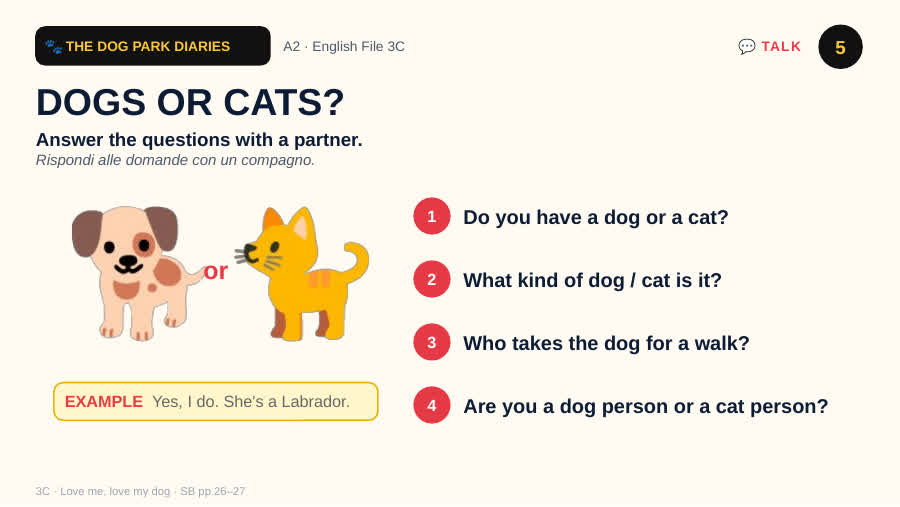 🐾 THE DOG PARK DIARIES
A2 · English File 3C
💬 TALK
5
DOGS OR CATS?
Answer the questions with a partner.
Rispondi alle domande con un compagno.
or
EXAMPLE Yes, I do. She's a Labrador.
1 Do you have a dog or a cat?
2 What kind of dog / cat is it?
3 Who takes the dog for a walk?
4 Are you a dog person or a cat person?
3C · Love me, love my dog · SB pp.26–27